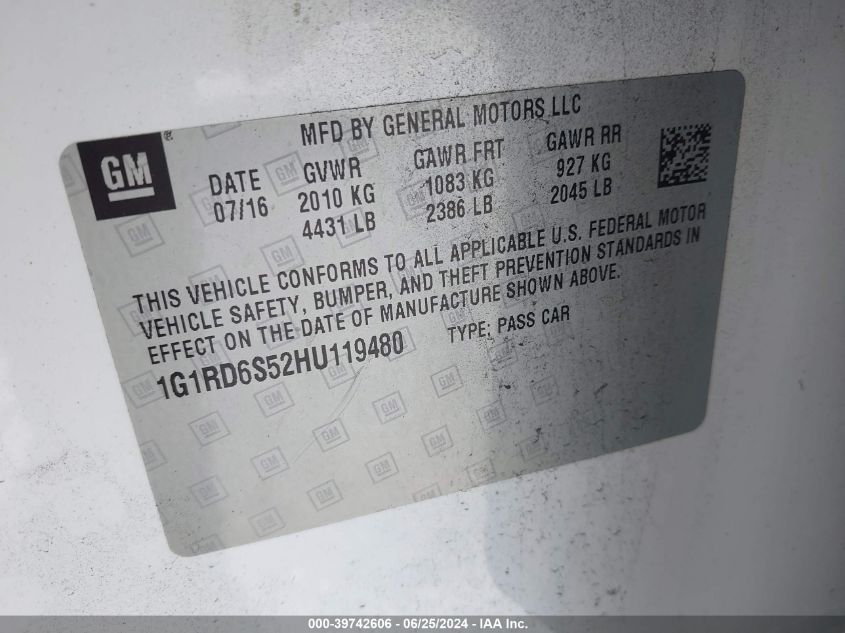 MFD BY GENERAL MOTORS LLC
GM®
DATE GVWR GAWR FRT GAWR RR
07/16 2010 KG 1083 KG 927 KG
4431 LB 2386 LB 2045 LB
THIS VEHICLE CONFORMS TO ALL APPLICABLE U.S. FEDERAL MOTOR
VEHICLE SAFETY, BUMPER, AND THEFT PREVENTION STANDARDS IN
EFFECT ON THE DATE OF MANUFACTURE SHOWN ABOVE.
1G1RD6S52HU119480 TYPE: PASS CAR
000-39742606 - 06/25/2024 - IAA Inc.